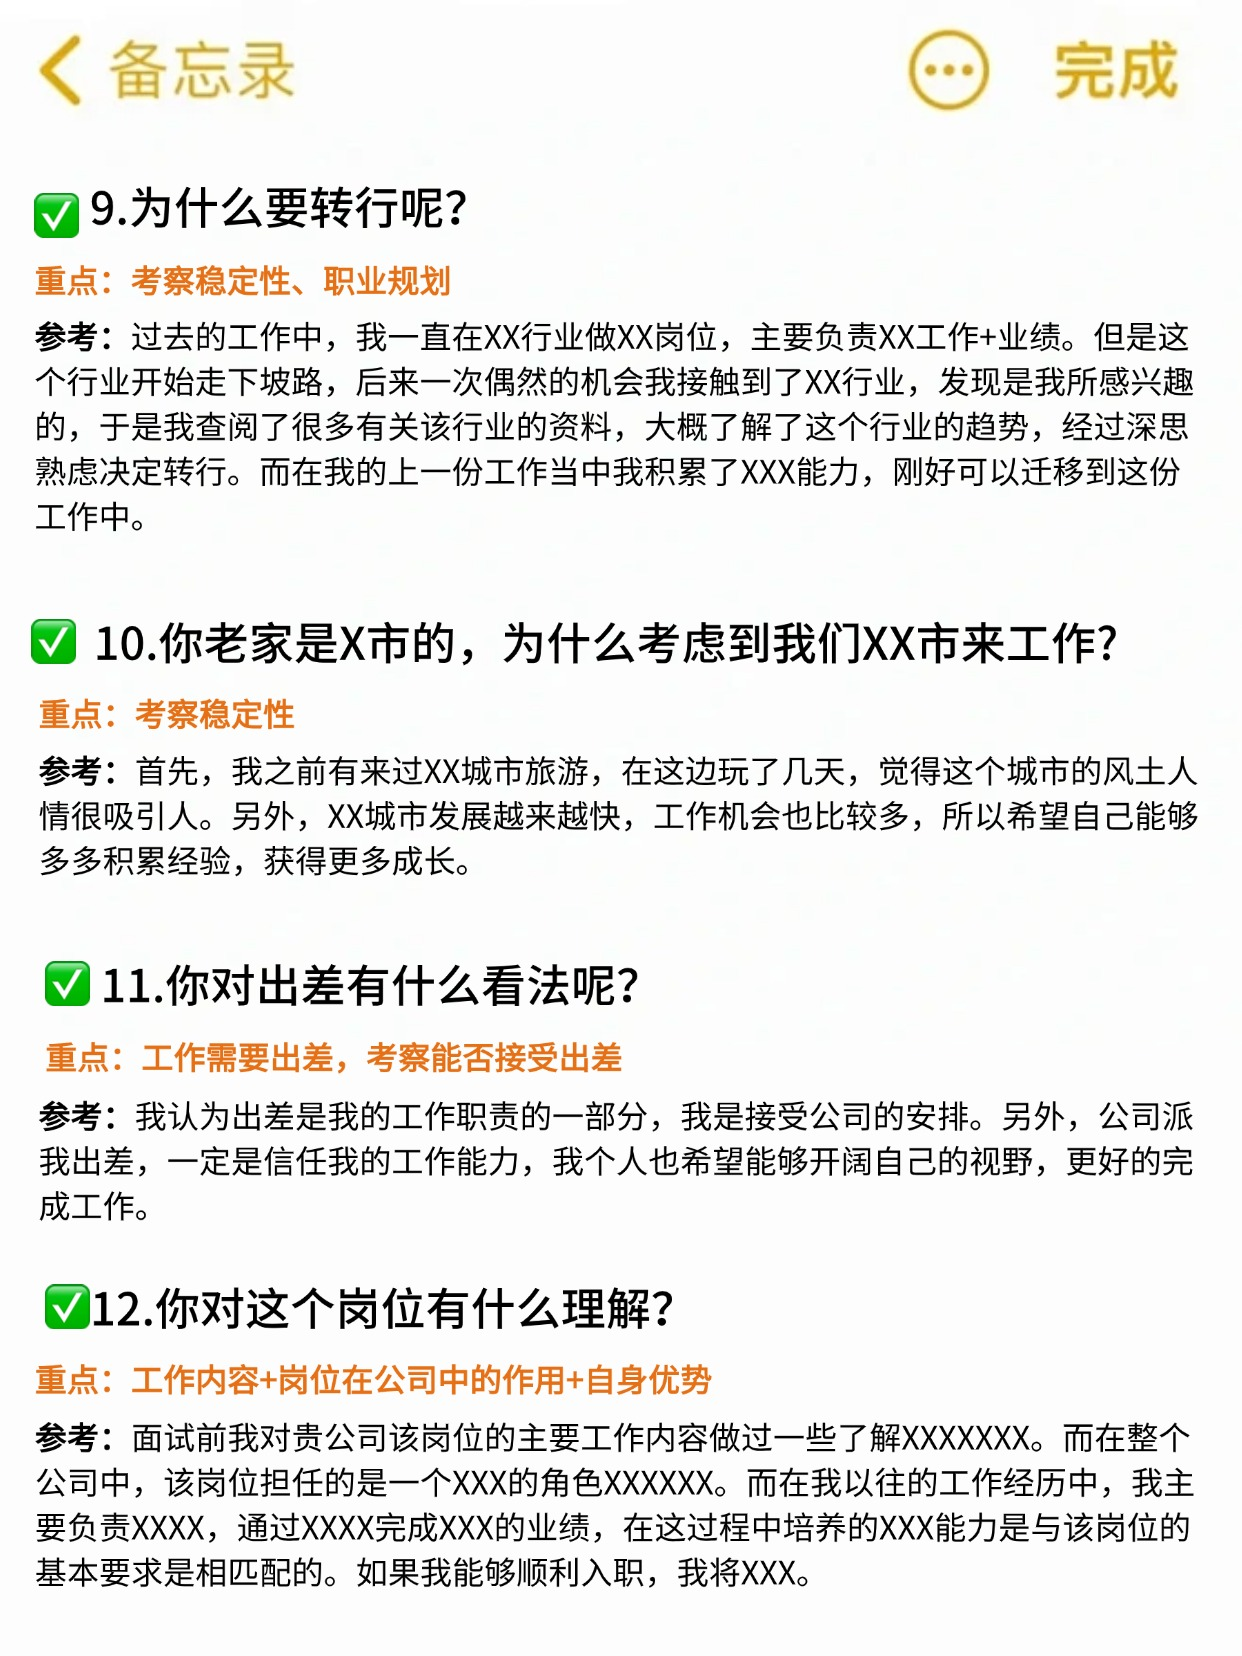 备忘录
完成
9.为什么要转行呢?
重点：考察稳定性、职业规划
参考：过去的工作中，我一直在XX行业做XX岗位，主要负责XX工作+业绩。但是这
个行业开始走下坡路，后来一次偶然的机会我接触到了XX行业，发现是我所感兴趣
的，于是我查阅了很多有关该行业的资料，大概了解了这个行业的趋势，经过深思
熟虑决定转行。而在我的上一份工作当中我积累了XXX能力，刚好可以迁移到这份
工作中。
10.你老家是X市的，为什么考虑到我们XX市来工作?
重点：考察稳定性
参考：首先，我之前有来过XX城市旅游，在这边玩了几天，觉得这个城市的风土人
情很吸引人。另外，XX城市发展越来越快，工作机会也比较多，所以希望自己能够
多多积累经验，获得更多成长。
11.你对出差有什么看法呢?
重点：工作需要出差，考察能否接受出差
参考：我认为出差是我的工作职责的一部分，我是接受公司的安排。另外，公司派
我出差，一定是信任我的工作能力，我个人也希望能够开阔自己的视野，更好的完
成工作。
12.你对这个岗位有什么理解?
重点：工作内容+岗位在公司中的作用+自身优势
参考：面试前我对贵公司该岗位的主要工作内容做过一些了解XXXXXXX。而在整个
公司中，该岗位担任的是一个XXX的角色XXXXXX。而在我以往的工作经历中，我主
要负责XXXX，通过XXXX完成XXX的业绩，在这过程中培养的XXX能力是与该岗位的
基本要求是相匹配的。如果我能够顺利入职，我将XXX。